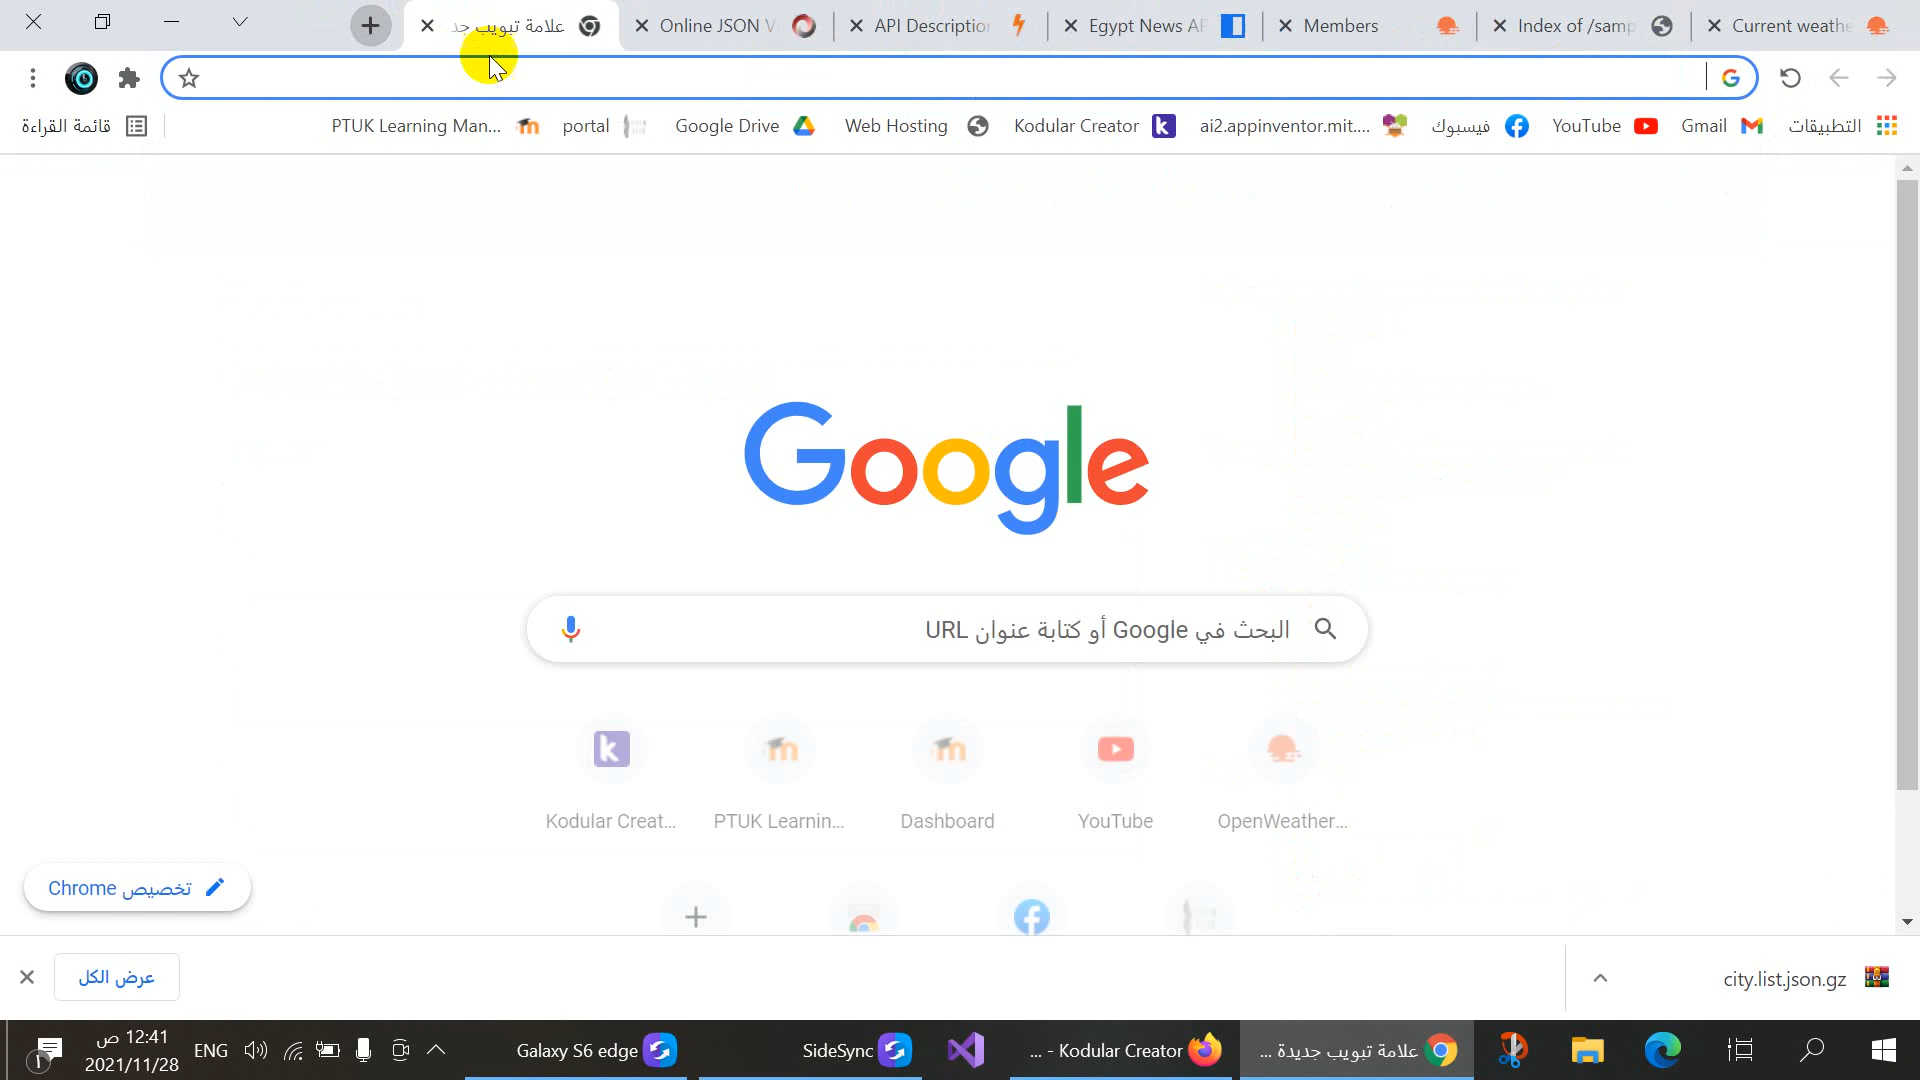 علامة تبويب جد
Online JSON V
API Description
Egypt News AP
Members
Index of /samp
Current weathe
قائمة القراءة
PTUK Learning Man...
portal
Google Drive
Web Hosting
Kodular Creator
ai2.appinventor.mit....
فيسبوك
YouTube
Gmail
التطبيقات
Google
البحث في Google أو كتابة عنوان URL
Kodular Creat...
PTUK Learnin...
Dashboard
YouTube
OpenWeather...
تخصيص Chrome
عرض الكل
city.list.json.gz
12:41 ص
2021/11/28
ENG
Galaxy S6 edge
SideSync
... - Kodular Creator
علامة تبويب جديدة ...